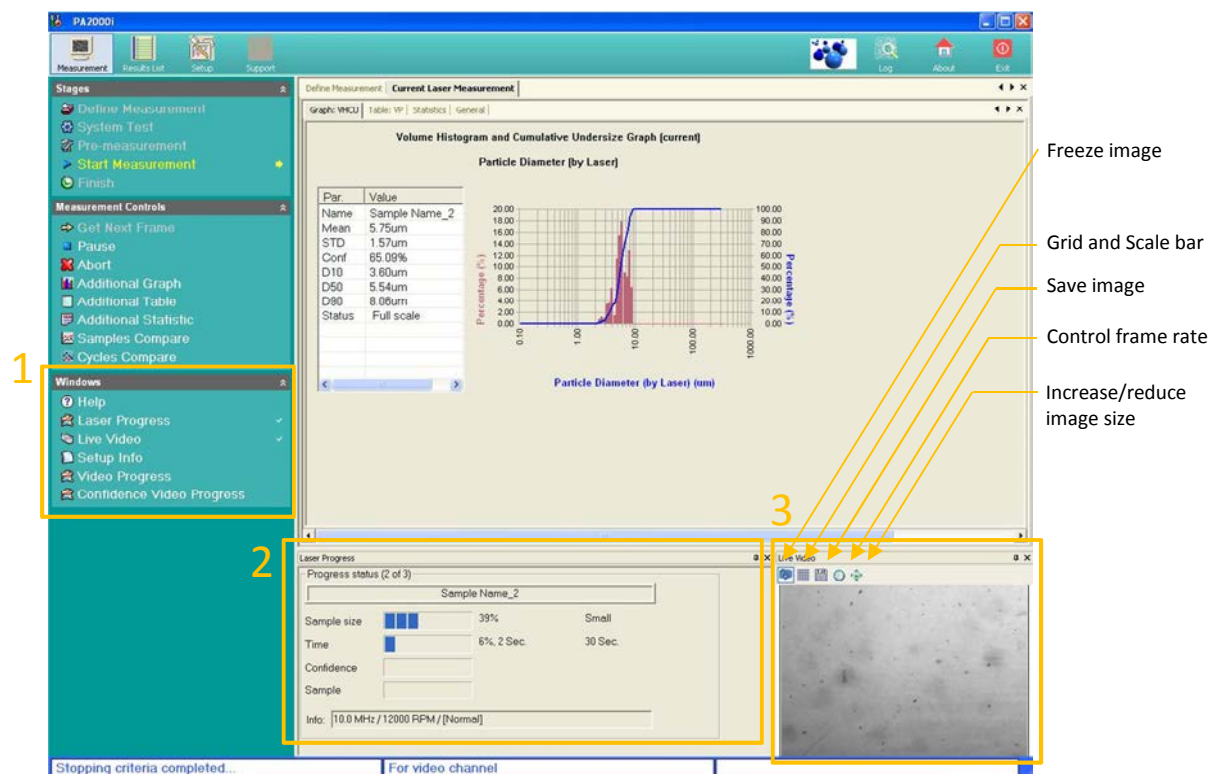 PA2000i
Measurement
Results List
Setup
Support
Log
About
Exit
Stages
Define Measurement
System Test
Pre-measurement
Start Measurement
Finish
Measurement Controls
Get Next Frame
Pause
Abort
Additional Graph
Additional Table
Additional Statistic
Samples Compare
Cycles Compare
1
Windows
Help
Laser Progress
Live Video
Setup Info
Video Progress
Confidence Video Progress
Define Measurement
Current Laser Measurement
Graph: VHCU
Table: VP
Statistics
General
Volume Histogram and Cumulative Undersize Graph (current)
Particle Diameter (by Laser)
Par. Value
Name Sample Name_2
Mean 5.75um
STD 1.57um
Conf 65.09%
D10 3.60um
D50 5.54um
D90 8.06um
Status Full scale
Percentage (%)
20.00
18.00
16.00
14.00
12.00
10.00
8.00
6.00
4.00
2.00
0.00
100.00
90.00
80.00
70.00
60.00
50.00
40.00
30.00
20.00
10.00
0.00
Percentage (%)
0.10
1.00
10.00
100.00
1000.00
Particle Diameter (by Laser) (um)
2
Laser Progress
Progress status (2 of 3)
Sample Name_2
Sample size 39% Small
Time 6%, 2 Sec. 30 Sec.
Confidence
Sample
Info: 10.0 MHz / 12000 RPM / [Normal]
3
Live Video
Freeze image
Grid and Scale bar
Save image
Control frame rate
Increase/reduce
image size
Stopping criteria completed...
For video channel